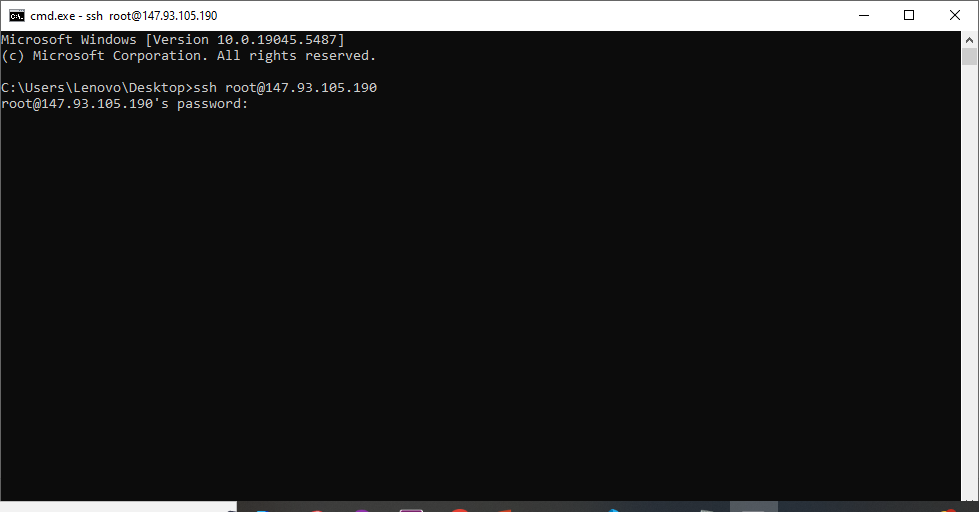 cmd.exe - ssh root@147.93.105.190
Microsoft Windows [Version 10.0.19045.5487]
(c) Microsoft Corporation. All rights reserved.
C:\Users\Lenovo\Desktop>ssh root@147.93.105.190
root@147.93.105.190's password: